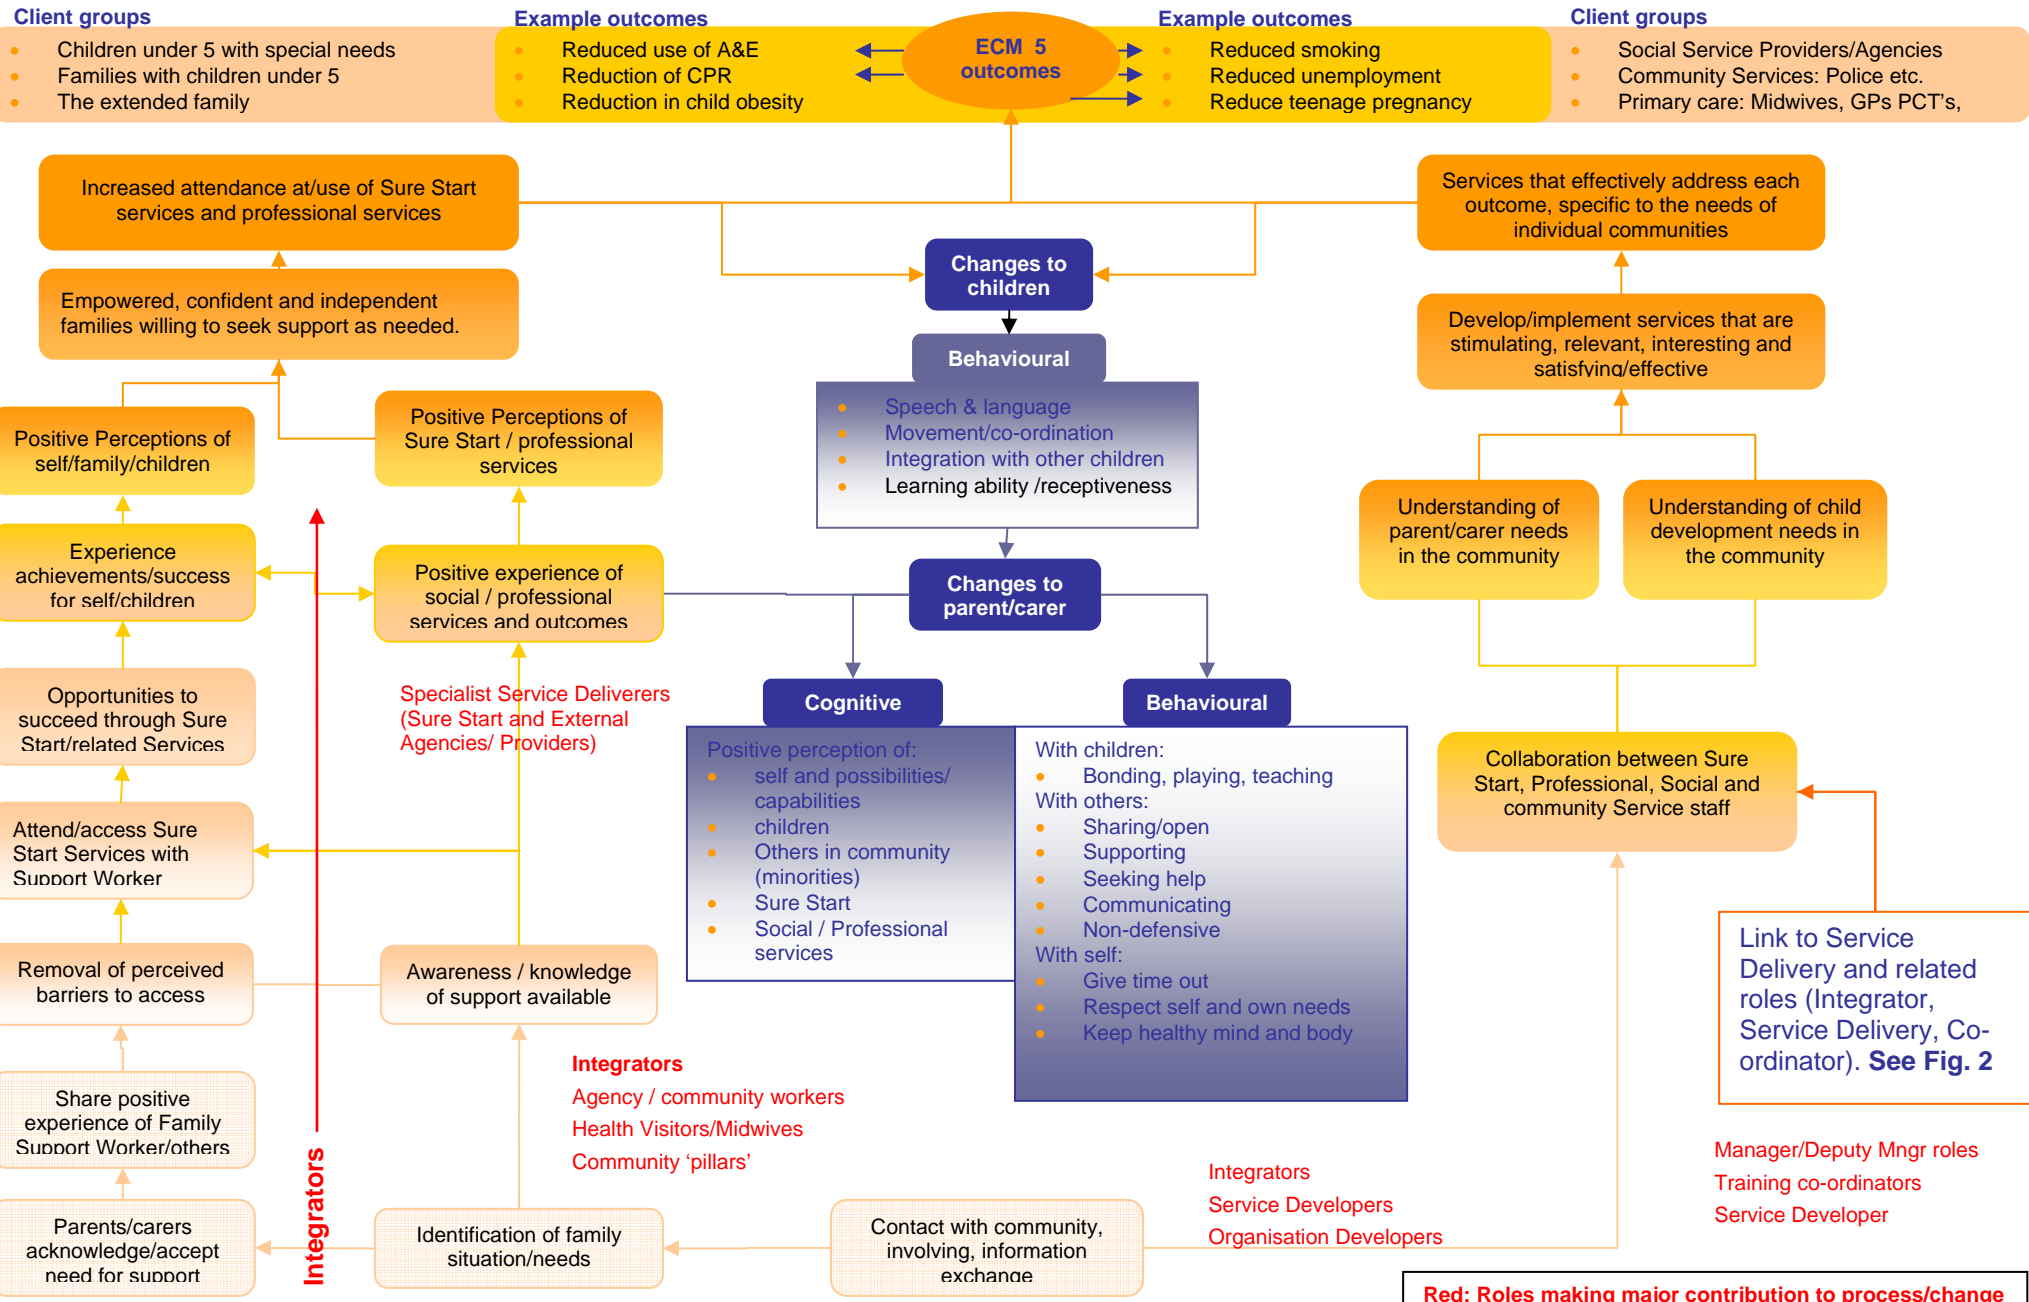 Client groups
Children under 5 with special needs
Families with children under 5
The extended family
Example outcomes
Reduced use of A&E
Reduction of CPR
Reduction in child obesity
ECM 5
outcomes
Example outcomes
Reduced smoking
Reduced unemployment
Reduce teenage pregnancy
Client groups
Social Service Providers/Agencies
Community Services: Police etc.
Primary care: Midwives, GPs PCT's,
Increased attendance at/use of Sure Start
services and professional services
Services that effectively address each
outcome, specific to the needs of
individual communities
Changes to
children
Empowered, confident and independent
families willing to seek support as needed.
Develop/implement services that are
stimulating, relevant, interesting and
satisfying/effective
Behavioural
Speech & language
Movement/co-ordination
Integration with other children
Learning ability /receptiveness
Positive Perceptions of
self/family/children
Positive Perceptions of
Sure Start / professional
services
Understanding of
parent/carer needs
in the community
Understanding of child
development needs in
the community
Experience
achievements/success
for self/children
Positive experience of
social / professional
services and outcomes
Changes to
parent/carer
Specialist Service Deliverers
(Sure Start and External
Agencies/ Providers)
Opportunities to
succeed through Sure
Start/related Services
Cognitive
Positive perception of:
self and possibilities/
capabilities
children
Others in community
(minorities)
Sure Start
Social / Professional
services
Behavioural
With children:
Bonding, playing, teaching
With others:
Sharing/open
Supporting
Seeking help
Communicating
Non-defensive
With self:
Give time out
Respect self and own needs
Keep healthy mind and body
Collaboration between Sure
Start, Professional, Social and
community Service staff
Attend/access Sure
Start Services with
Support Worker
Removal of perceived
barriers to access
Awareness / knowledge
of support available
Link to Service
Delivery and related
roles (Integrator,
Service Delivery, Co-
ordinator). See Fig. 2
Share positive
experience of Family
Support Worker/others
Integrators
Integrators
Agency / community workers
Health Visitors/Midwives
Community ‘pillars’
Integrators
Service Developers
Organisation Developers
Manager/Deputy Mngr roles
Training co-ordinators
Service Developer
Parents/carers
acknowledge/accept
need for support
Identification of family
situation/needs
Contact with community,
involving, information
exchange
Red: Roles making major contribution to process/change